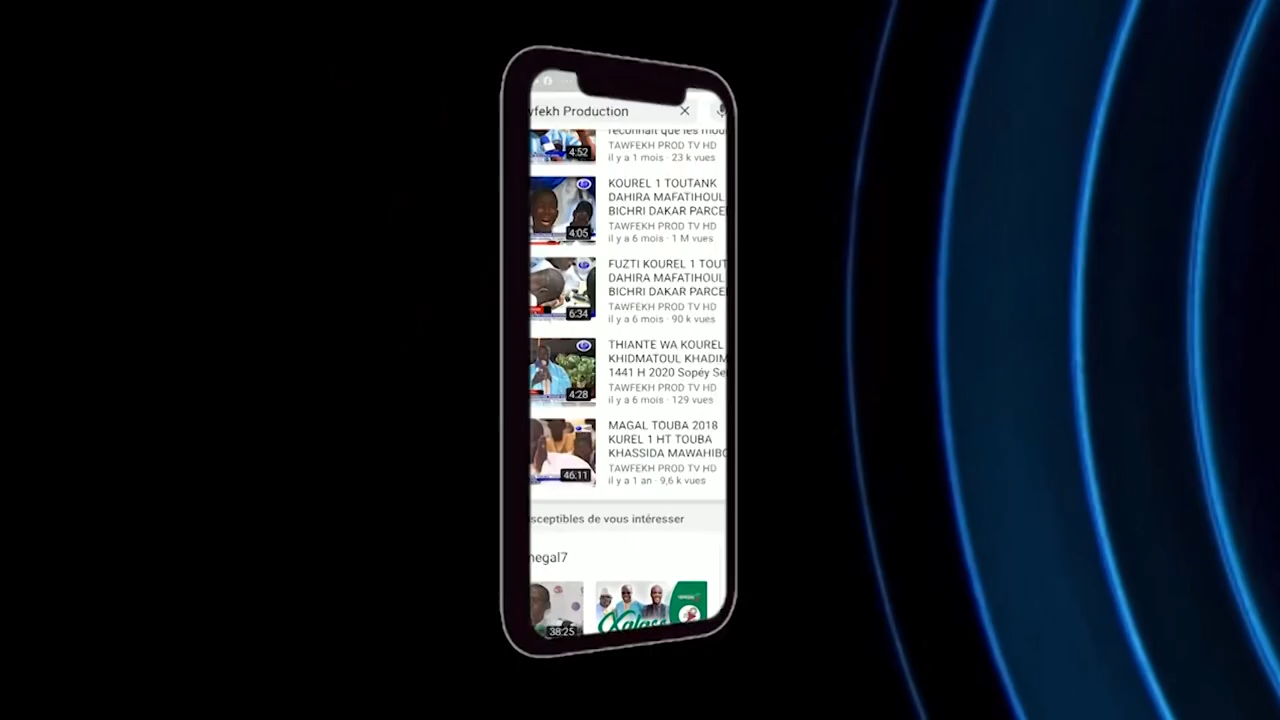 wfekh Production
reconnaît que les mou
4:52
TAWFEKH PROD TV HD
il y a 1 mois · 23 k vues
KOUREL 1 TOUTANK
DAHIRA MAFATIHOUL
BICHRI DAKAR PARCE
4:05
TAWFEKH PROD TV HD
il y a 6 mois · 1 M vues
FUZTI KOUREL 1 TOUT
DAHIRA MAFATIHOUL
BICHRI DAKAR PARCE
6:34
TAWFEKH PROD TV HD
il y a 6 mois · 90 k vues
THIANTE WA KOUREL
KHIDMATOUL KHADIM
1441 H 2020 Sopéy Se
4:28
TAWFEKH PROD TV HD
il y a 6 mois · 129 vues
MAGAL TOUBA 2018
KUREL 1 HT TOUBA
KHASSIDA MAWAHIBO
46:11
TAWFEKH PROD TV HD
il y a 1 an · 9,6 k vues
sceptibles de vous intéresser
negal7
38:25
Xalass